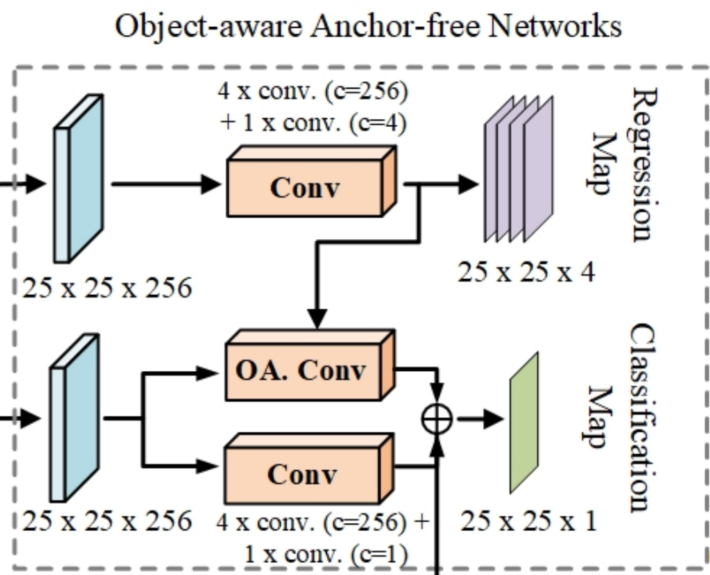 Object-aware Anchor-free Networks
4 x conv. (c=256)
+ 1 x conv. (c=4)
Conv
Regression
Map
25 x 25 x 256
25 x 25 x 4
OA. Conv
Conv
Classification
Map
25 x 25 x 256
4 x conv. (c=256) +
1 x conv. (c=1)
25 x 25 x 1